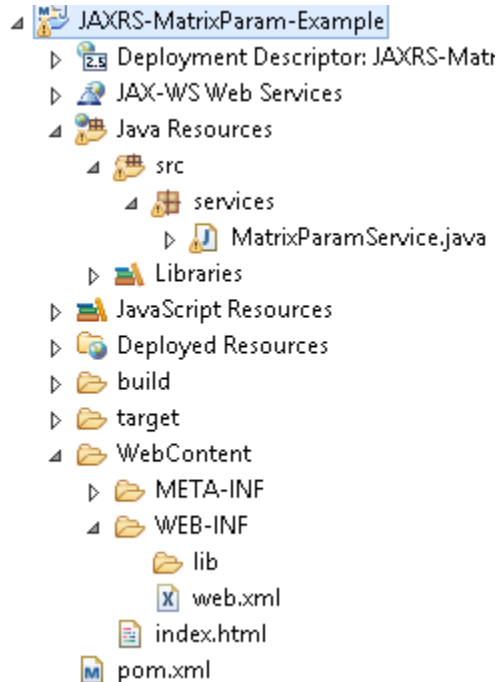 JAXRS-MatrixParam-Example
Deployment Descriptor: JAXRS-Matr
JAX-WS Web Services
Java Resources
src
services
MatrixParamService.java
Libraries
JavaScript Resources
Deployed Resources
build
target
WebContent
META-INF
WEB-INF
lib
web.xml
index.html
pom.xml